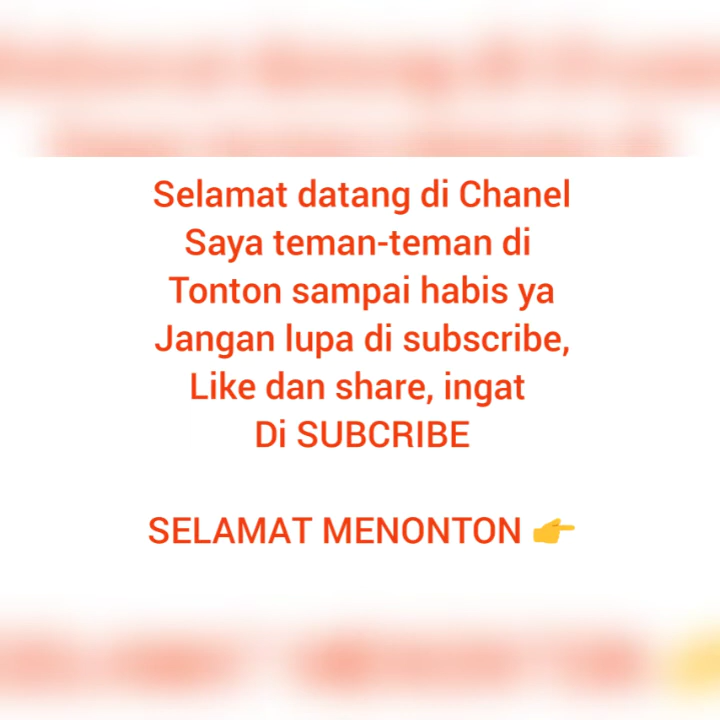 Selamat datang di Chanel
Saya teman-teman di
Tonton sampai habis ya
Jangan lupa di subscribe,
Like dan share, ingat
Di SUBCRIBE
SELAMAT MENONTON 👉